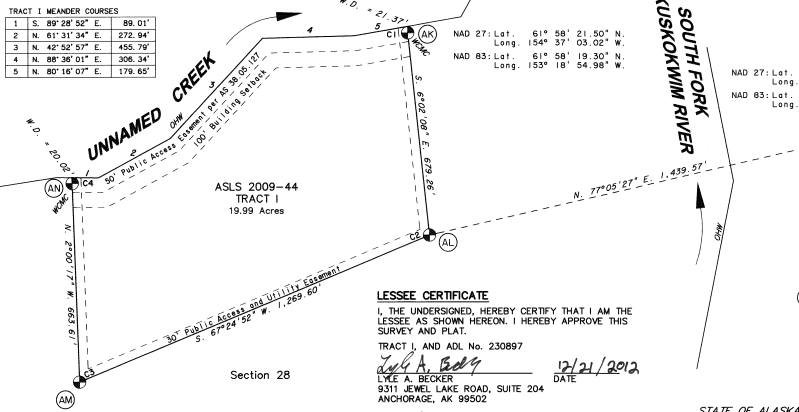 TRACT I MEANDER COURSES
1 S. 89°28'52" E. 89.01'
2 N. 61°31'34" E. 272.94'
3 N. 42°52'57" E. 455.79'
4 N. 88°36'01" E. 306.34'
5 N. 80°16'07" E. 179.65'
W.D. = 21.37'
4
5
C1
AK
WCMC
NAD 27: Lat. 61° 58' 21.50" N.
Long. 154° 37' 03.02" W.
NAD 83: Lat. 61° 58' 19.30" N.
Long. 153° 18' 54.98" W.
SOUTH FORK
KUSKOKWIM RIVER
NAD 27: Lat.
Long.
NAD 83: Lat.
Long.
UNNAMED CREEK
3
OHW
2
1
50' Public Access Easement per AS 38.05.127
100' Building Setback
W.D. = 20.02'
AN
WCMC
C4
S. 6°02'08" E. 679.26'
ASLS 2009-44
TRACT I
19.99 Acres
N. 77°05'27" E. 1,439.57'
OHW
C2
AL
N. 2°00'17" W. 663.61'
30' Public Access and Utility Easement
S. 67°24'52" W. 1,269.60'
C3
AM
Section 28
LESSEE CERTIFICATE
I, THE UNDERSIGNED, HEREBY CERTIFY THAT I AM THE
LESSEE AS SHOWN HEREON. I HEREBY APPROVE THIS
SURVEY AND PLAT.
TRACT I, AND ADL No. 230897
12/21/2012
LYLE A. BECKER DATE
9311 JEWEL LAKE ROAD, SUITE 204
ANCHORAGE, AK 99502
STATE OF ALASKA